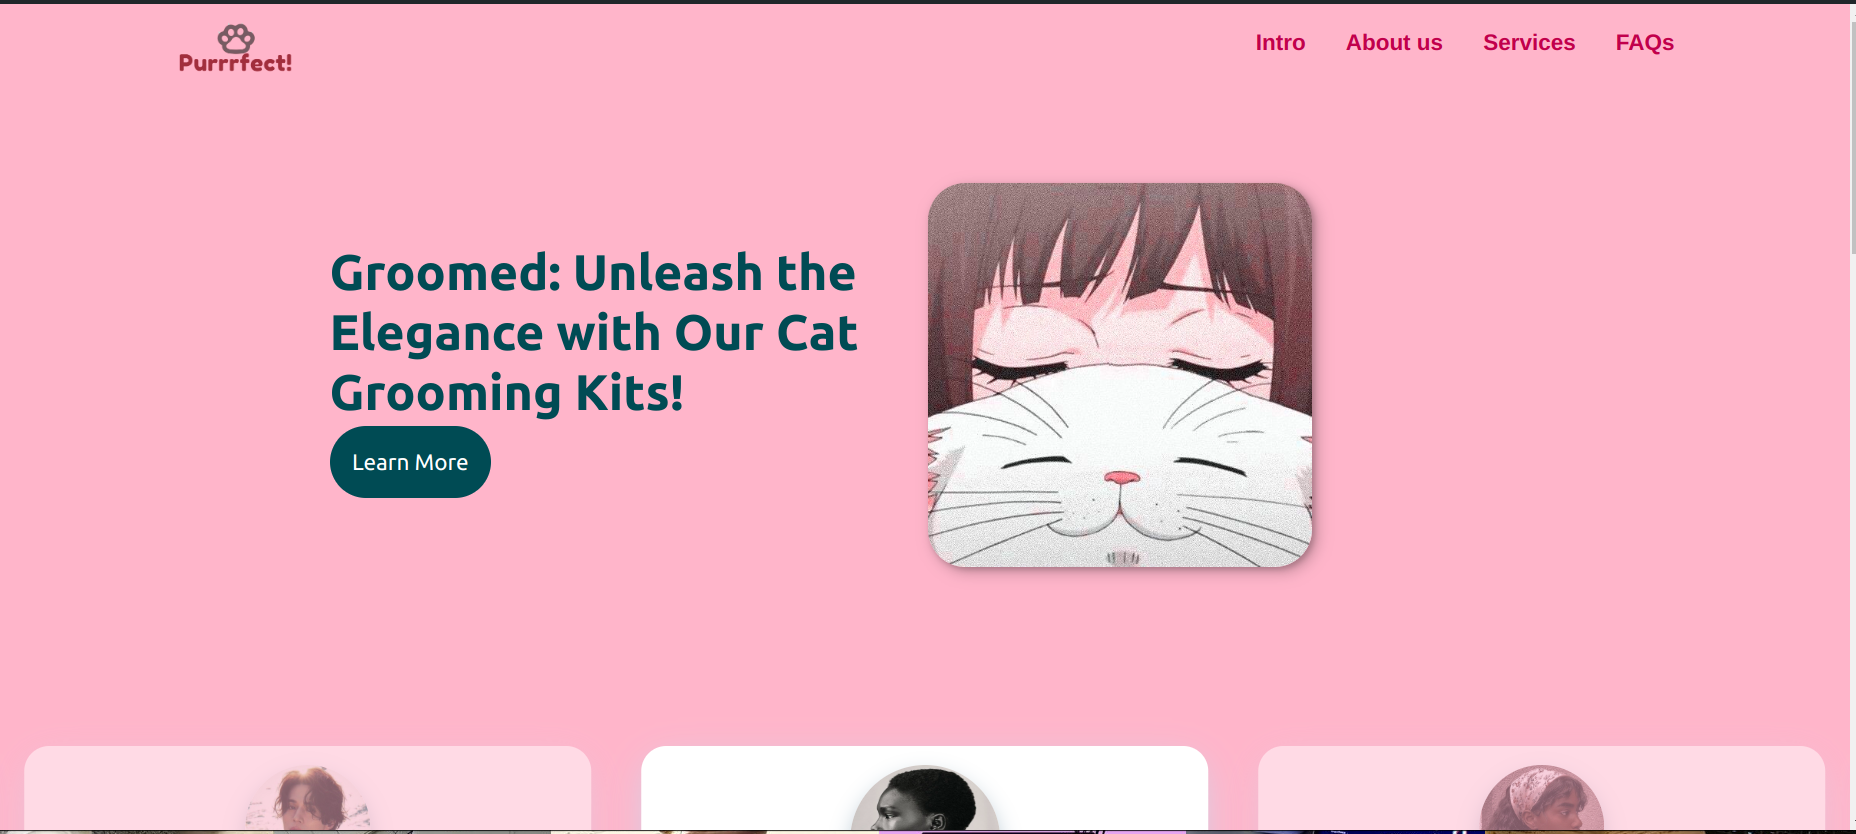 Purrrfect!
Intro
About us
Services
FAQs
Groomed: Unleash the
Elegance with Our Cat
Grooming Kits!
Learn More